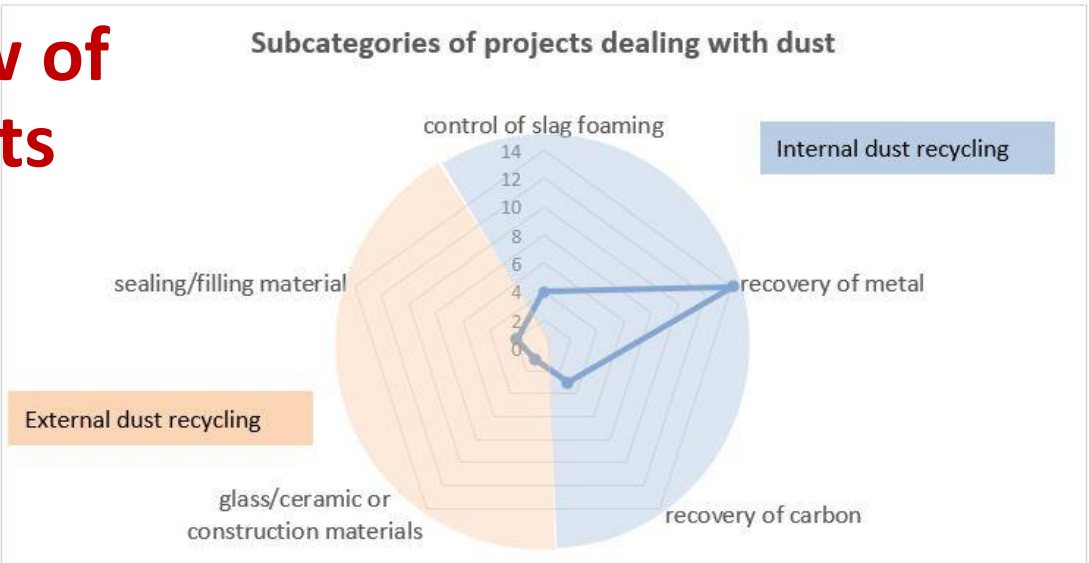 w of
ts
Subcategories of projects dealing with dust
control of slag foaming
Internal dust recycling
14
12
10
8
6
4
2
0
sealing/filling material
recovery of metal
External dust recycling
glass/ceramic or
construction materials
recovery of carbon